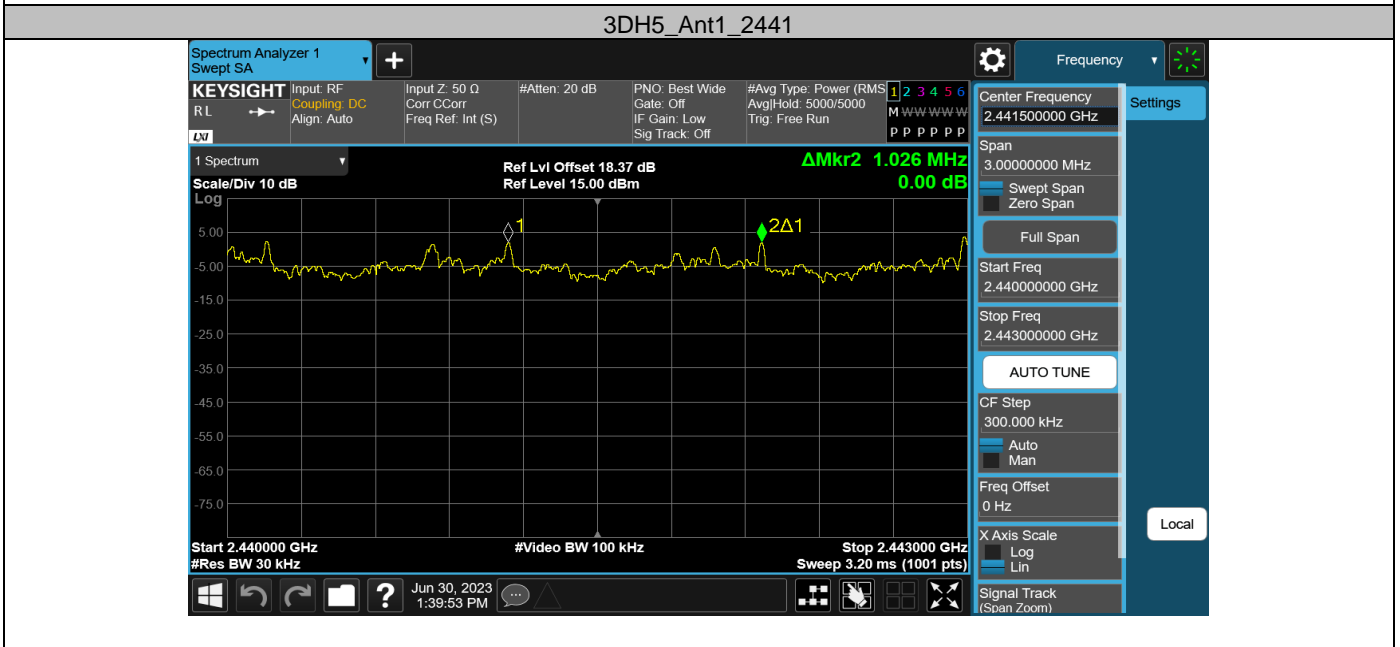 3DH5_Ant1_2441
Spectrum Analyzer 1
Swept SA
+
Frequency
KEYSIGHT
RL
LXI
Input: RF
Coupling: DC
Align: Auto
Input Z: 50 Ω
Corr CCorr
Freq Ref: Int (S)
#Atten: 20 dB
PNO: Best Wide
Gate: Off
IF Gain: Low
Sig Track: Off
#Avg Type: Power (RMS
Avg|Hold: 5000/5000
Trig: Free Run
1 2 3 4 5 6
M W W W W W
P P P P P P
1 Spectrum
Scale/Div 10 dB
Ref Lvl Offset 18.37 dB
Ref Level 15.00 dBm
ΔMkr2 1.026 MHz
0.00 dB
Log
1
2Δ1
5.00
-5.00
-15.0
-25.0
-35.0
-45.0
-55.0
-65.0
-75.0
Start 2.440000 GHz
#Res BW 30 kHz
#Video BW 100 kHz
Stop 2.443000 GHz
Sweep 3.20 ms (1001 pts)
Center Frequency
2.441500000 GHz
Settings
Span
3.00000000 MHz
Swept Span
Zero Span
Full Span
Start Freq
2.440000000 GHz
Stop Freq
2.443000000 GHz
AUTO TUNE
CF Step
300.000 kHz
Auto
Man
Freq Offset
0 Hz
X Axis Scale
Log
Lin
Local
Signal Track
(Span Zoom)
?
Jun 30, 2023
1:39:53 PM